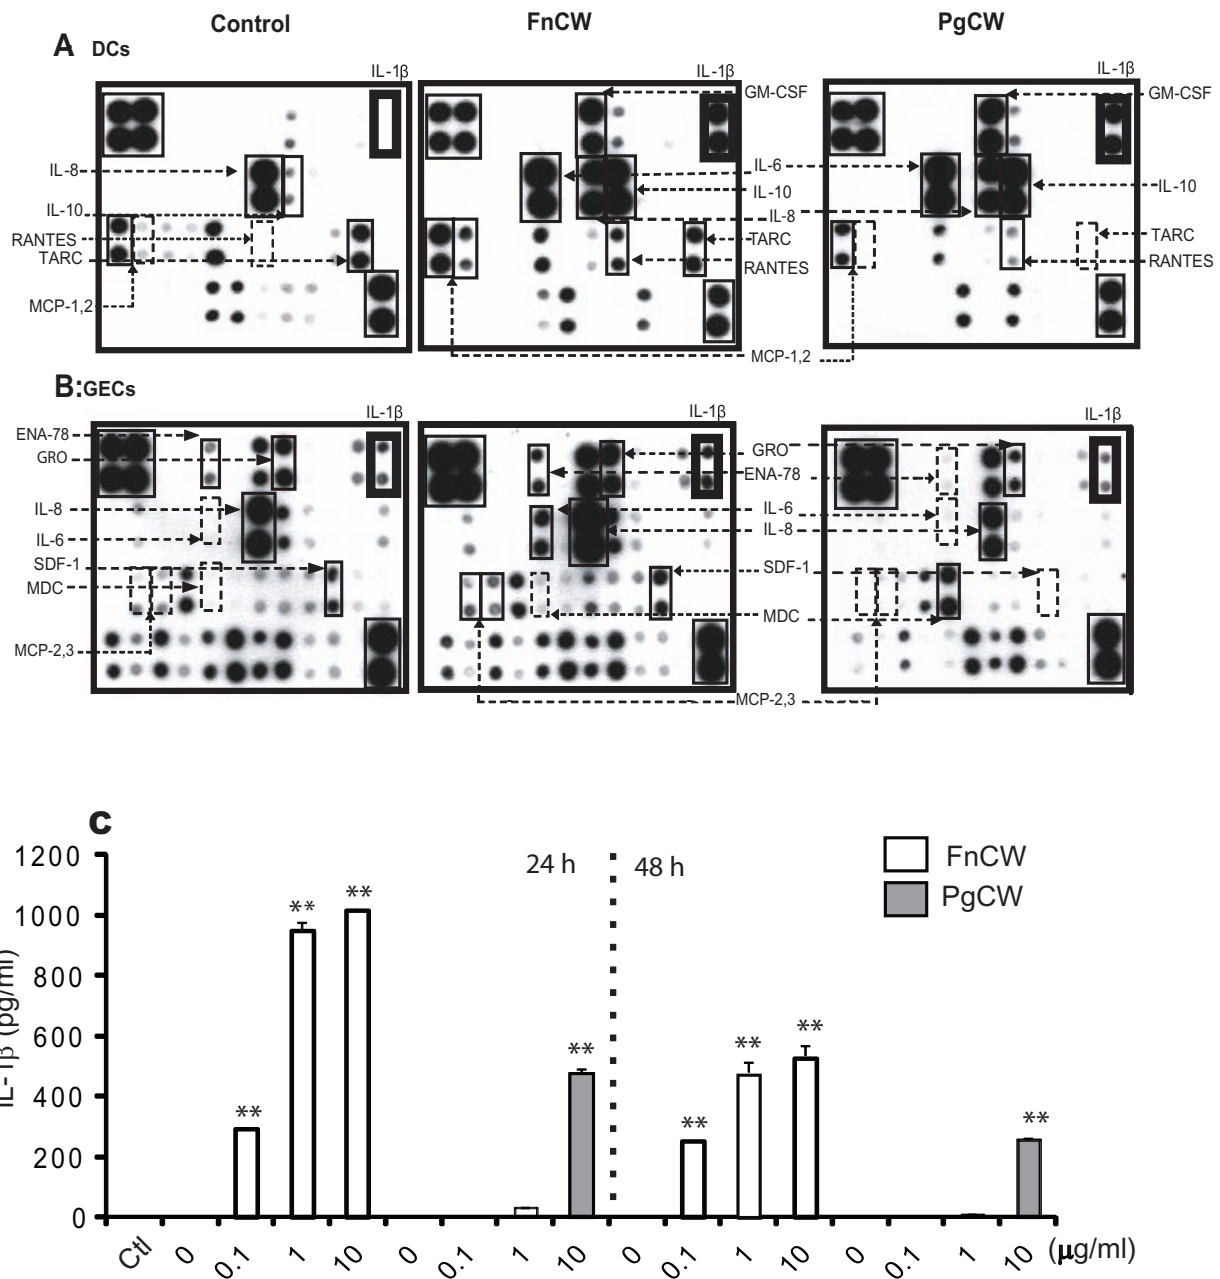 Control
FnCW
PgCW
A DCs
IL-1β
IL-1β
IL-1β
GM-CSF
GM-CSF
IL-8
IL-6
IL-10
IL-10
IL-10
IL-8
RANTES
TARC
TARC
TARC
RANTES
RANTES
MCP-1,2
MCP-1,2
B:GECs
IL-1β
IL-1β
IL-1β
ENA-78
GRO
GRO
ENA-78
IL-8
IL-6
IL-6
IL-8
SDF-1
SDF-1
MDC
MDC
MCP-2,3
MCP-2,3
C
24 h
48 h
FnCW
PgCW
IL-1β (pg/ml)
1200
1000
800
600
400
200
0
** ** ** ** ** ** ** **
Ctl 0 0.1 1 10 0 0.1 1 10 0 0.1 1 10 0 0.1 1 10 (μg/ml)